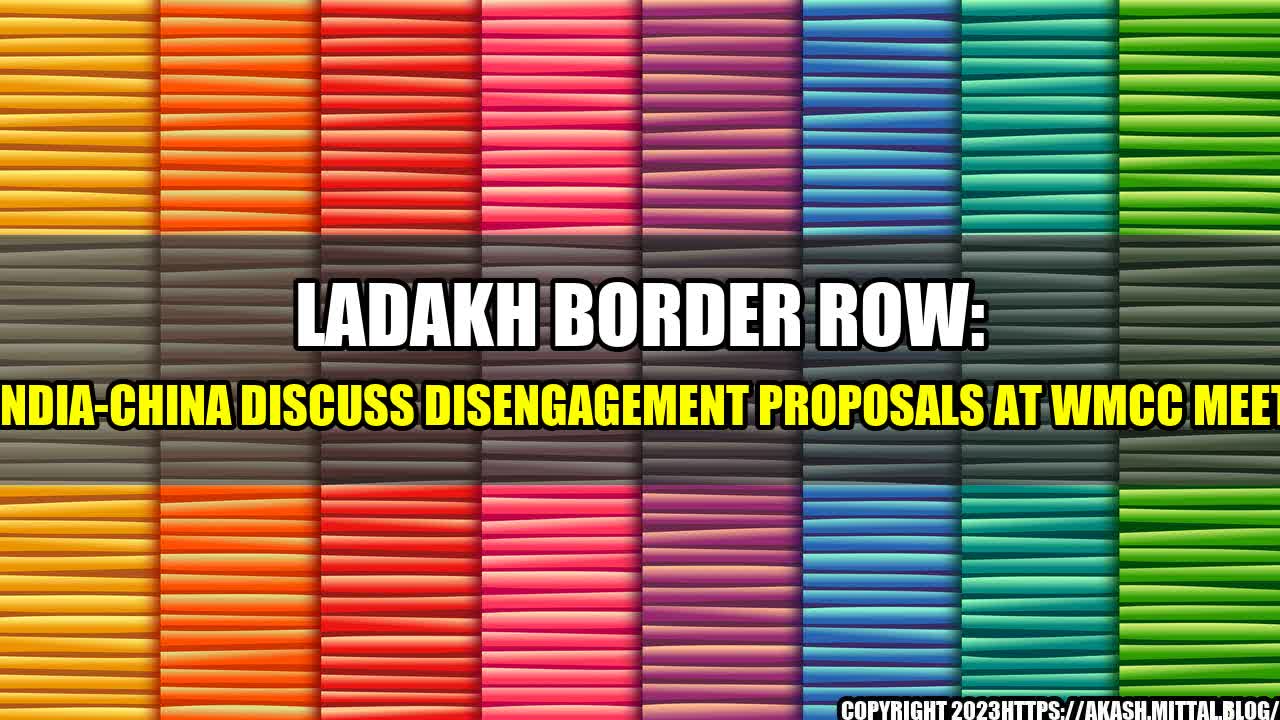 LADAKH BORDER ROW:
NDIA-CHINA DISCUSS DISENGAGEMENT PROPOSALS AT WMCC MEET
COPYRIGHT 2023HTTPS://AKASH.MITTAL.BLOG/